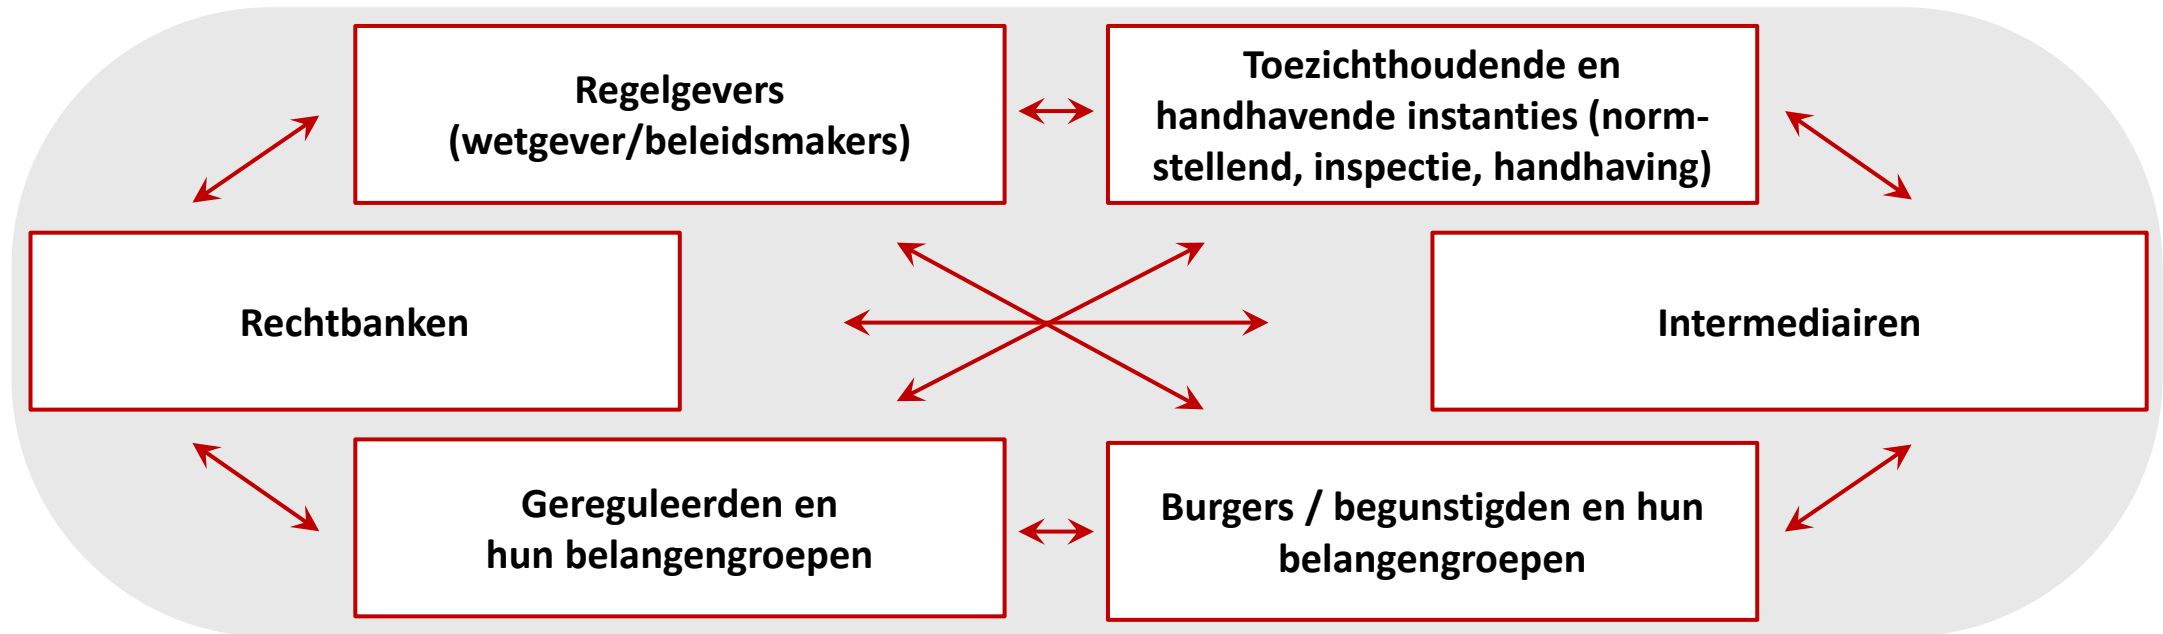 Regelgevers
(wetgever/beleidsmakers)
Toezichthoudende en
handhavende instanties (norm-
stellend, inspectie, handhaving)
Rechtbanken
Intermediairen
Gereguleerden en
hun belangengroepen
Burgers / begunstigden en hun
belangengroepen